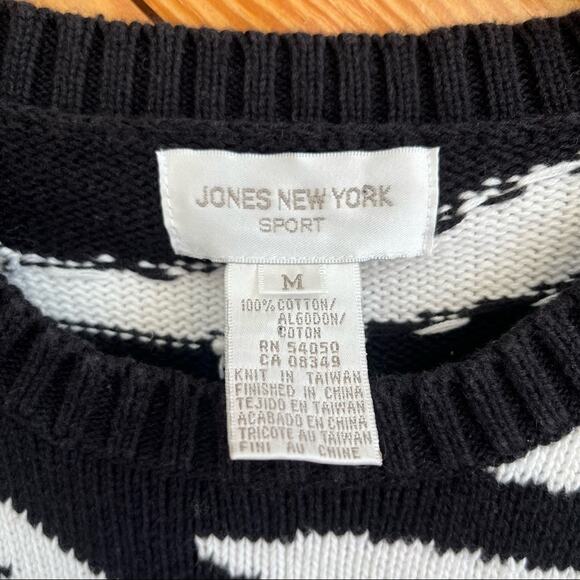 JONES NEW YORK
SPORT
M
100% COTTON/
ALGODON/
COTON
RN 54050
CA 08349
KNIT IN TAIWAN
FINISHED IN CHINA
TEJIDO EN TAIWAN
ACABADO EN CHINA
TRICOTE AU TAIWAN
FINI AU CHINE